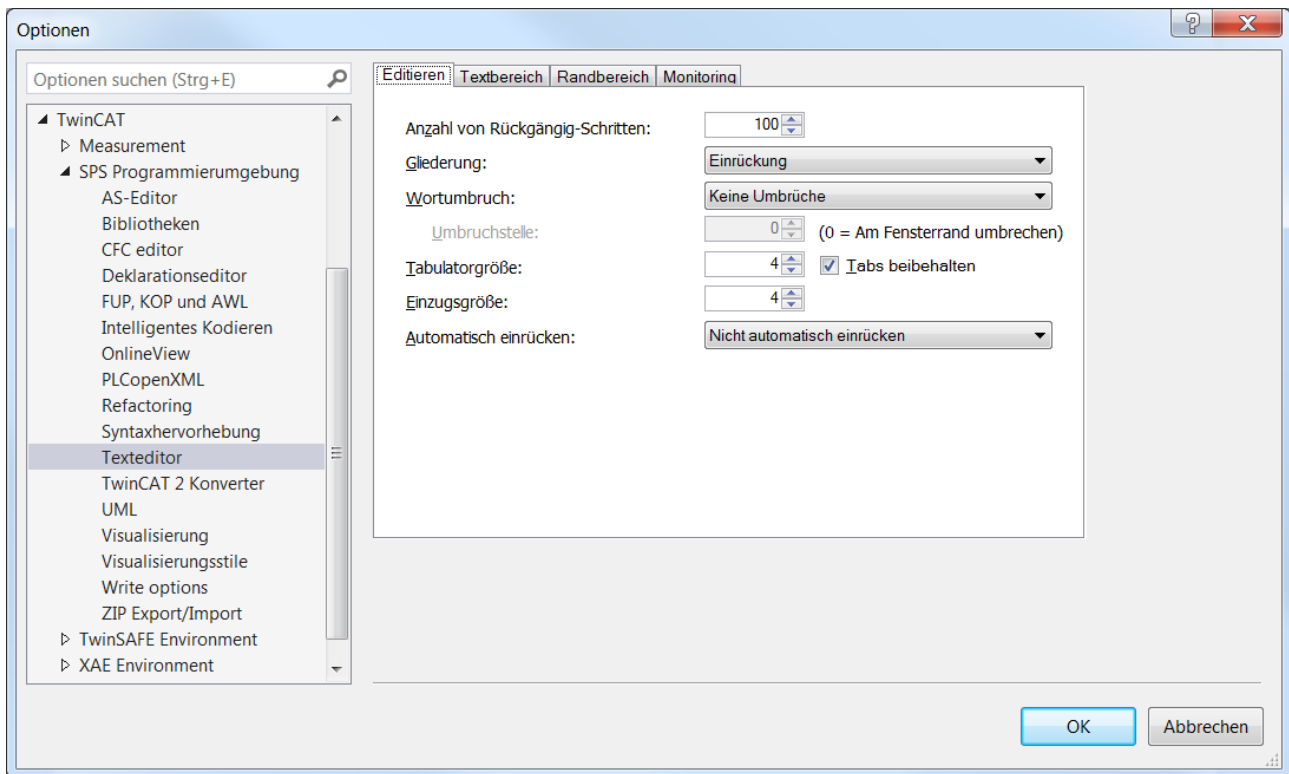 Optionen
Optionen suchen (Strg+E)
TwinCAT
Measurement
SPS Programmierumgebung
AS-Editor
Bibliotheken
CFC editor
Deklarationseditor
FUP, KOP und AWL
Intelligentes Kodieren
OnlineView
PLCopenXML
Refactoring
Syntaxhervorhebung
Texteditor
TwinCAT 2 Konverter
UML
Visualisierung
Visualisierungsstile
Write options
ZIP Export/Import
TwinSAFE Environment
XAE Environment
Editieren Textbereich Randbereich Monitoring
Anzahl von Rückgängig-Schritten: 100
Gliederung: Einrückung
Wortumbruch: Keine Umbrüche
Umbruchstelle: 0 (0 = Am Fensterrand umbrechen)
Tabulatorgröße: 4 Tabs beibehalten
Einzugsgröße: 4
Automatisch einrücken: Nicht automatisch einrücken
OK Abbrechen